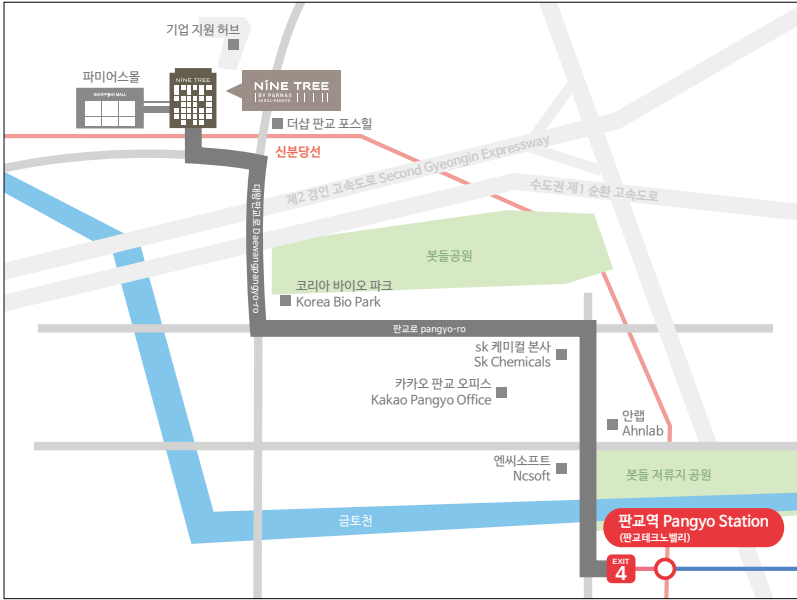 기업 지원 허브
파미어스몰
SHOPPING MALL
NINE TREE
NINE TREE
BY PARNAS
SEOUL PANGYO
더샵 판교 포스힐
신분당선
제2 경인 고속도로 Second Gyeongin Expressway
수도권 제1 순환 고속도로
대왕판교로 Daewangpangyo-ro
봇들공원
코리아 바이오 파크
Korea Bio Park
판교로 pangyo-ro
sk 케미컬 본사
Sk Chemicals
카카오 판교 오피스
Kakao Pangyo Office
안랩
Ahnlab
엔씨소프트
Ncsoft
봇들 저류지 공원
금토천
판교역 Pangyo Station
(판교테크노벨리)
EXIT
4